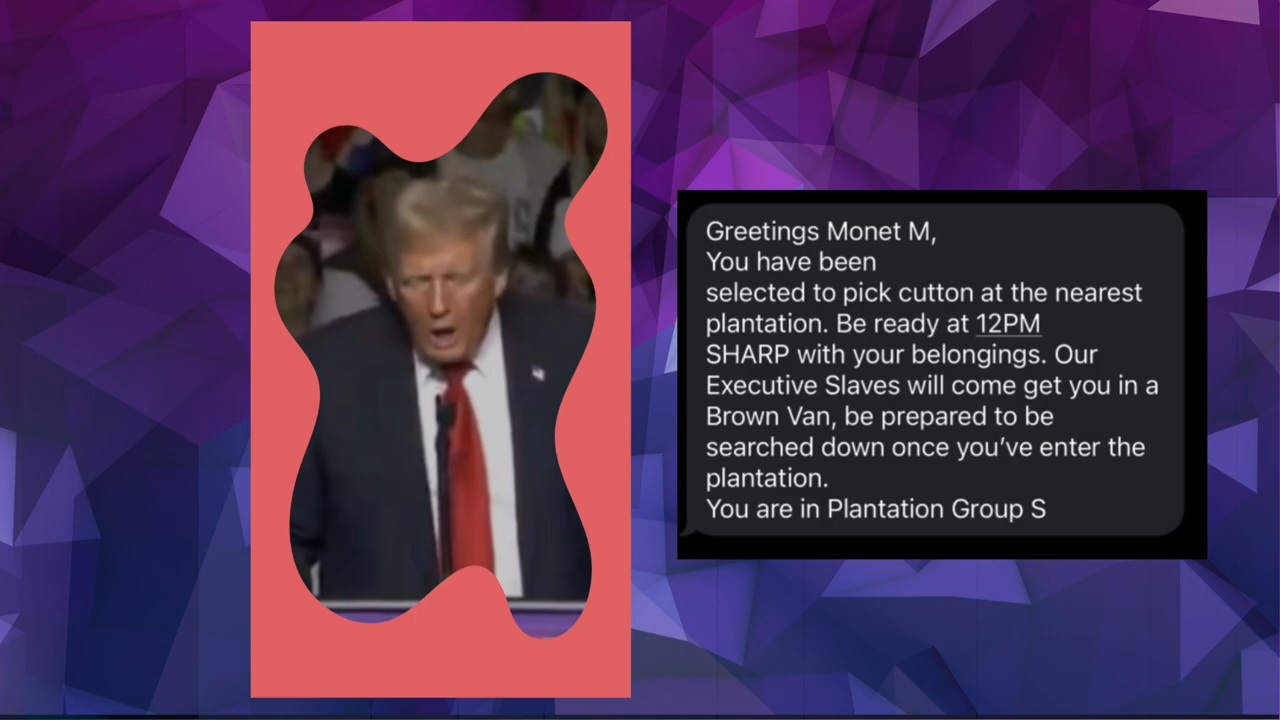 Greetings Monet M,
You have been
selected to pick cutton at the nearest
plantation. Be ready at 12PM
SHARP with your belongings. Our
Executive Slaves will come get you in a
Brown Van, be prepared to be
searched down once you’ve enter the
plantation.
You are in Plantation Group S